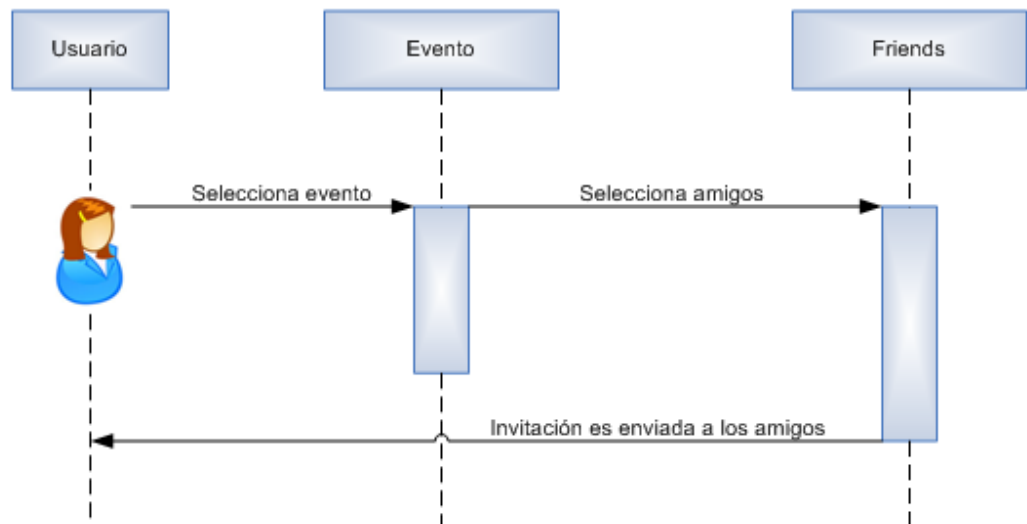 Usuario
Evento
Friends
Selecciona evento
Selecciona amigos
Invitación es enviada a los amigos